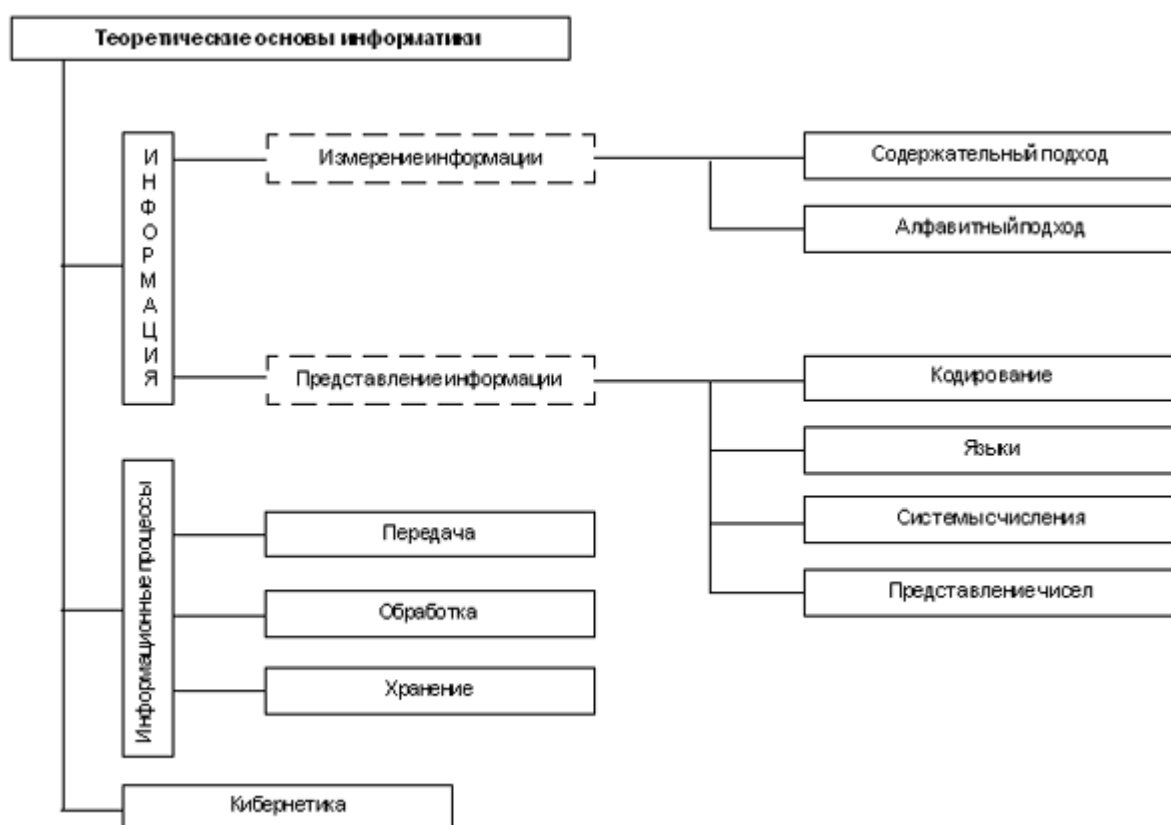 Теоретические основы информатики
ИНФОРМАЦИЯ
Измерение информации
Содержательный подход
Алфавитный подход
Представление информации
Кодирование
Языки
Системы счисления
Представление чисел
Информационные процессы
Передача
Обработка
Хранение
Кибернетика